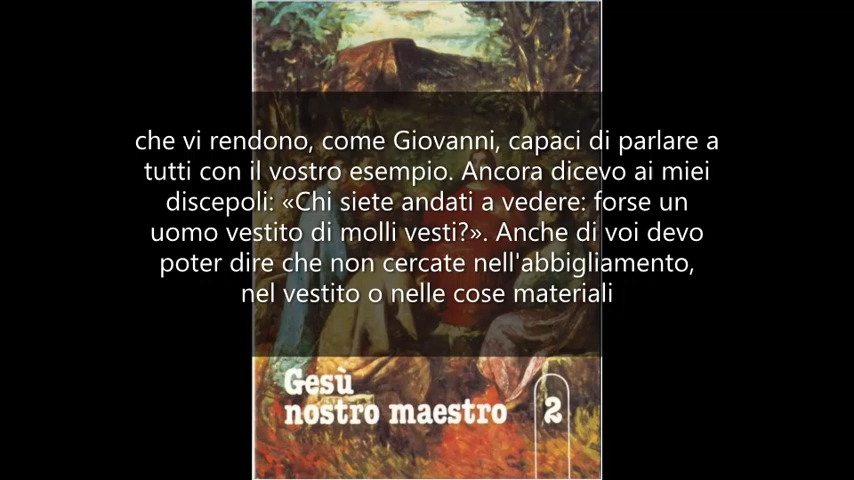 che vi rendono, come Giovanni, capaci di parlare a
tutti con il vostro esempio. Ancora dicevo ai miei
discepoli: «Chi siete andati a vedere: forse un
uomo vestito di molli vesti?». Anche di voi devo
poter dire che non cercate nell'abbigliamento,
nel vestito o nelle cose materiali
Gesù
nostro maestro
2